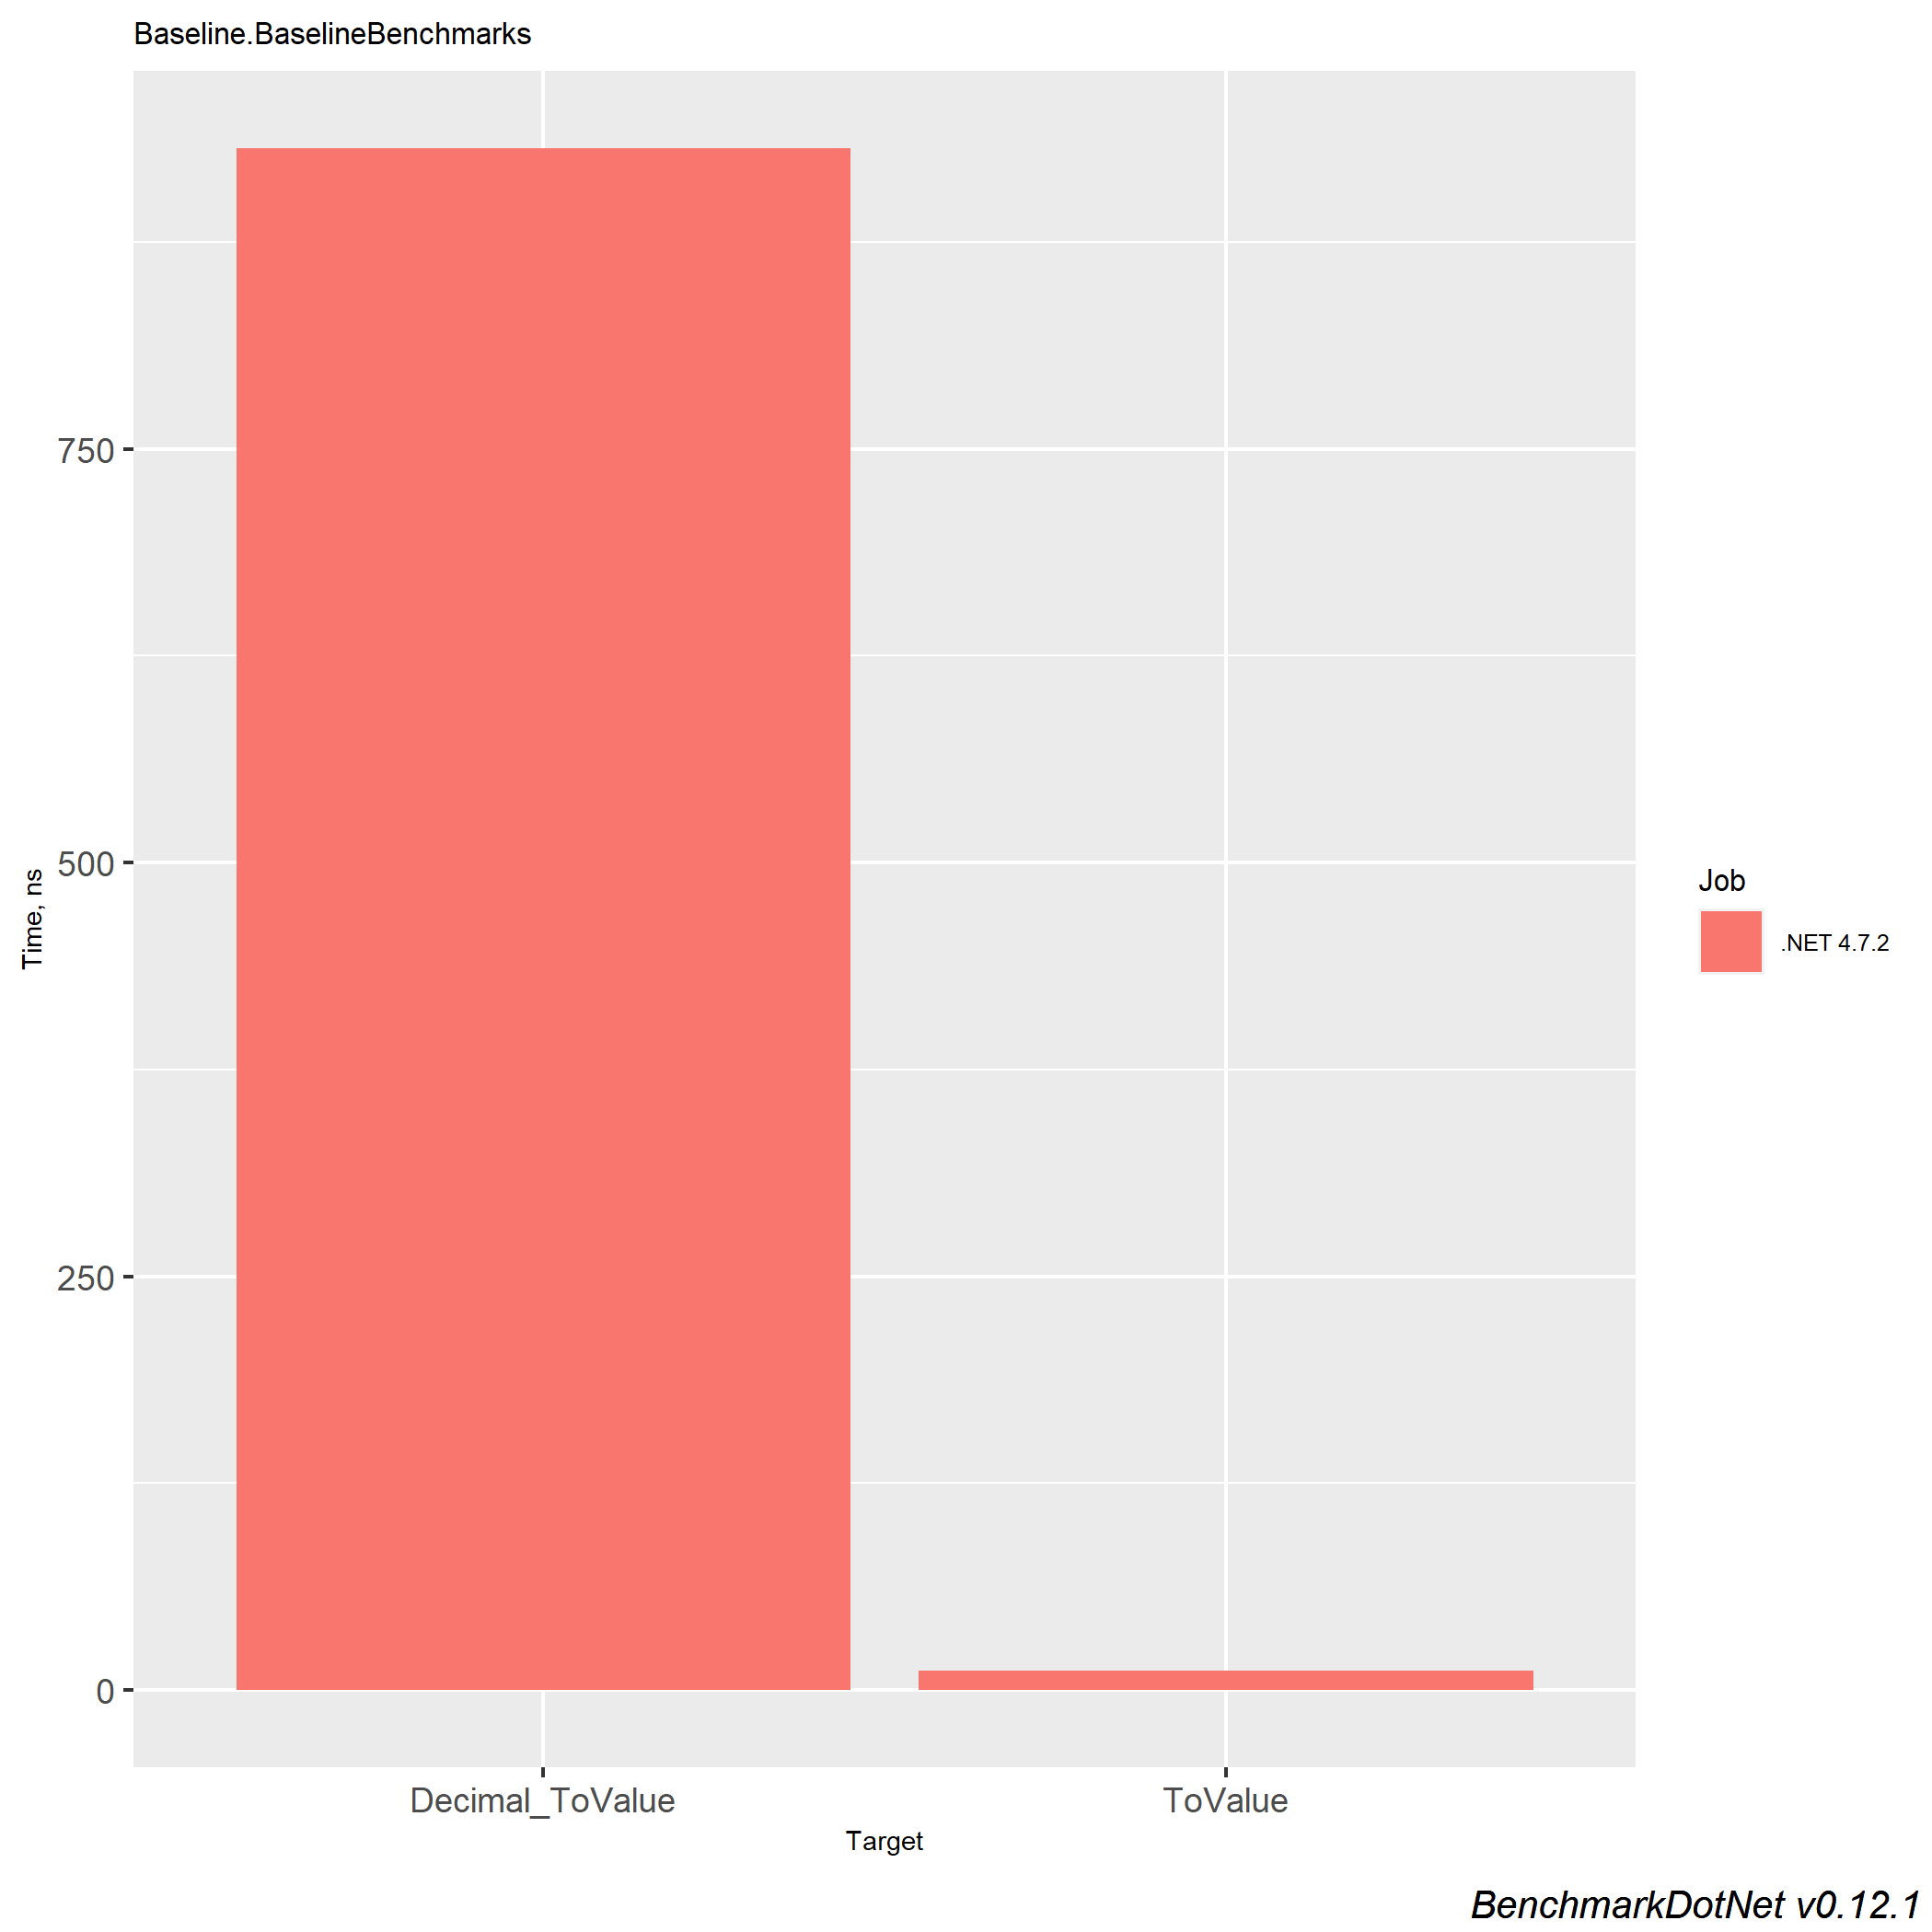 Baseline.BaselineBenchmarks
Time, ns
750
500
250
0
Decimal_ToValue
ToValue
Target
Job
.NET 4.7.2
BenchmarkDotNet v0.12.1